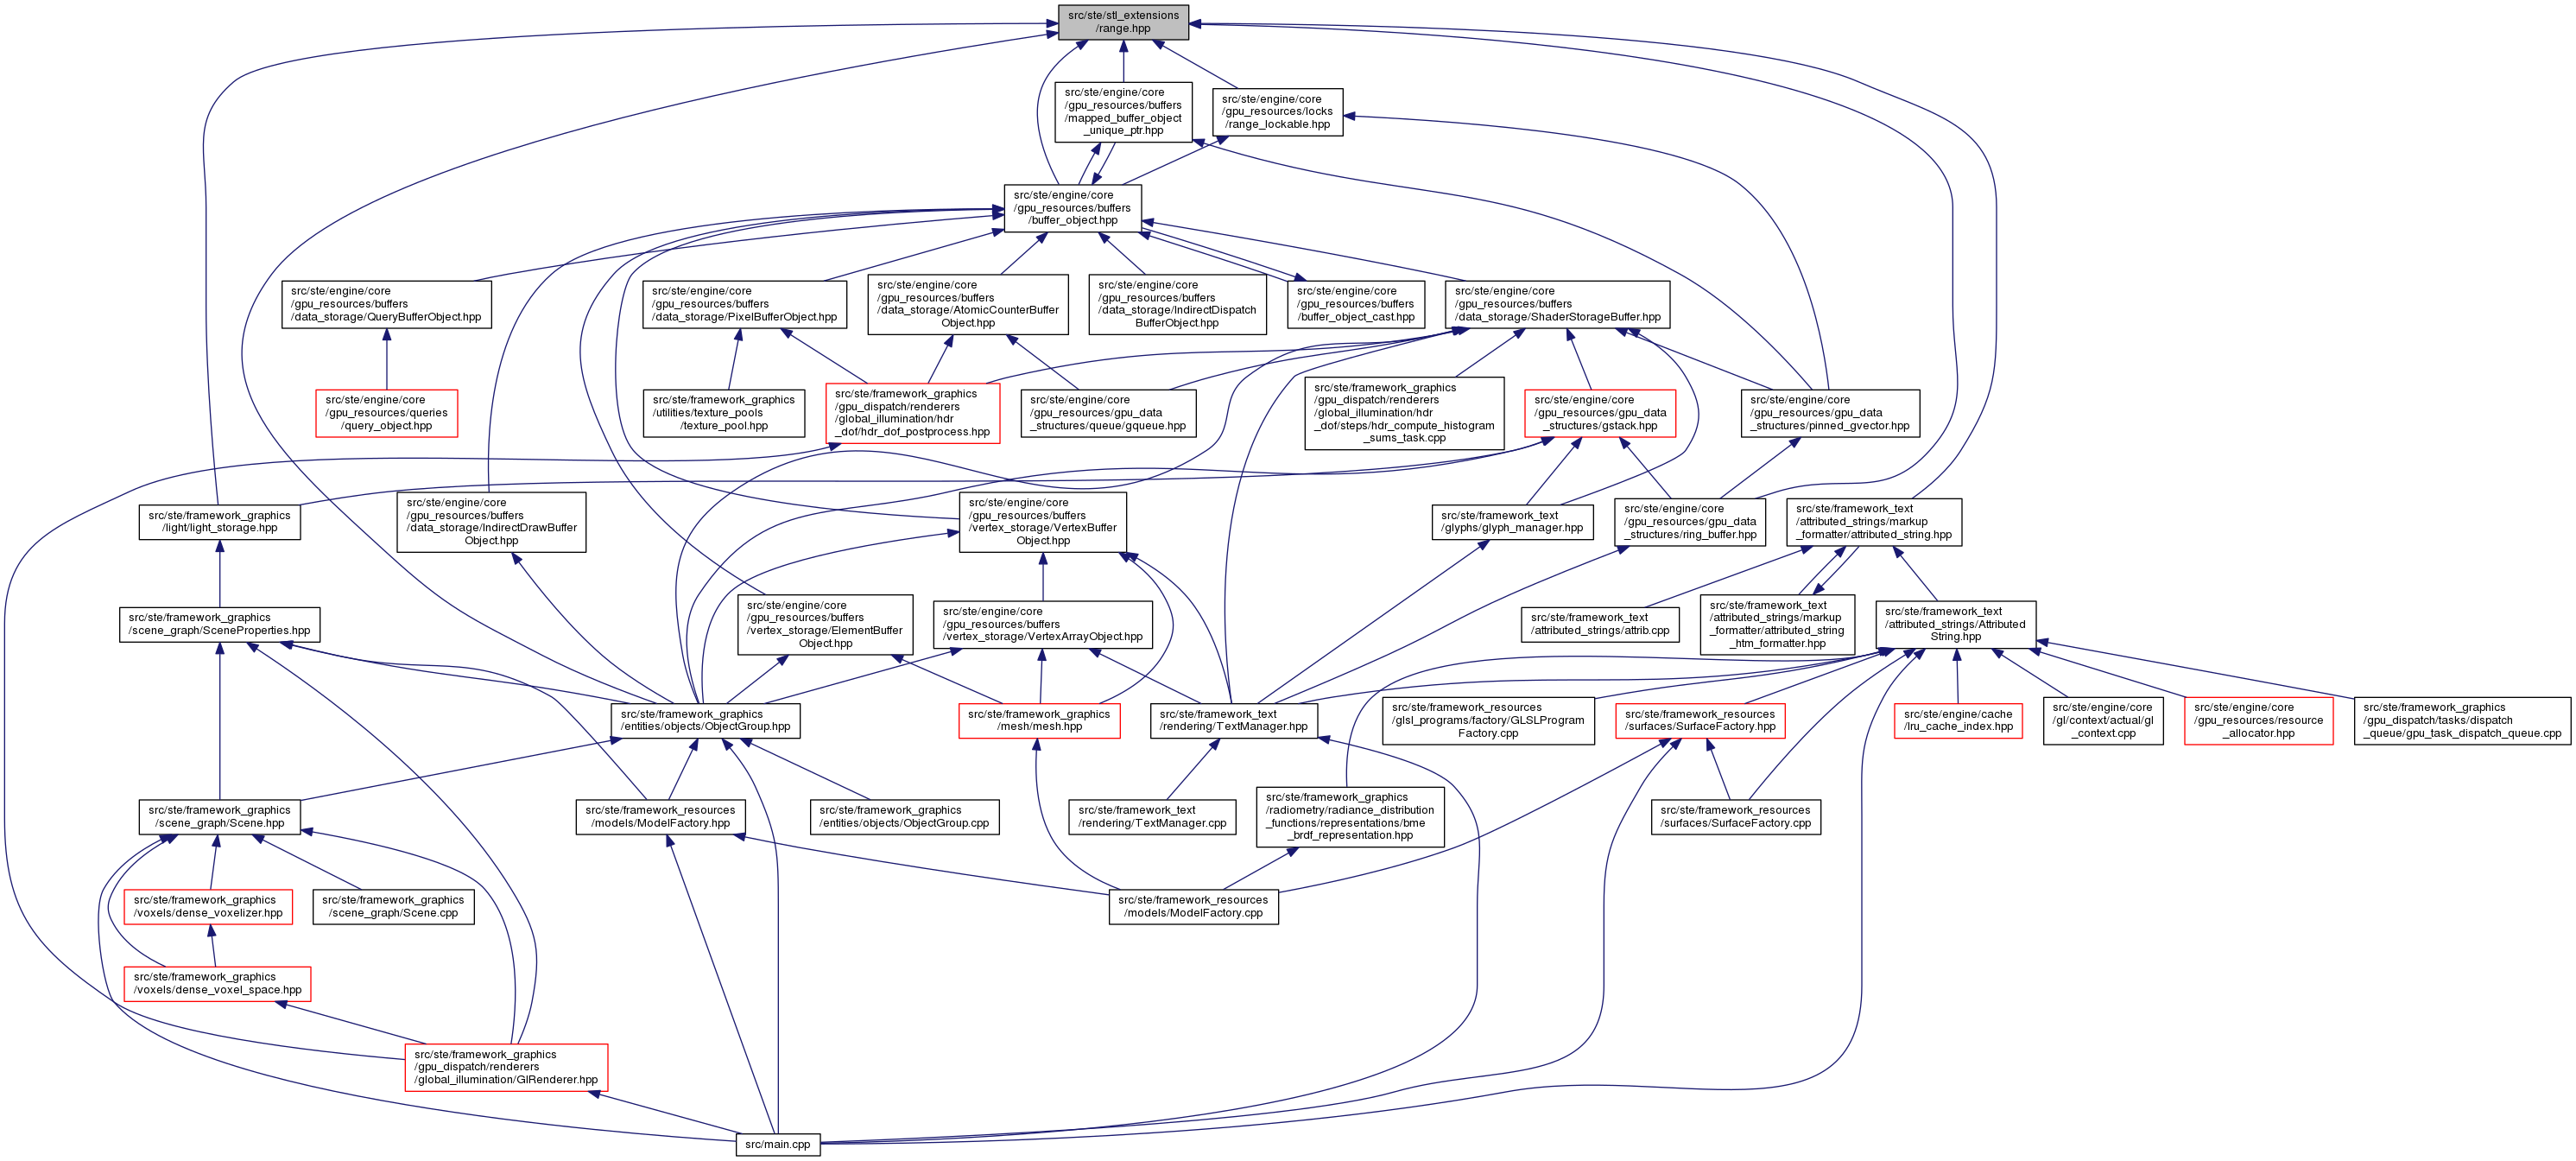 src/ste/stl_extensions
/range.hpp
src/ste/engine/core
/gpu_resources/buffers
/mapped_buffer_object
_unique_ptr.hpp
src/ste/engine/core
/gpu_resources/locks
/range_lockable.hpp
src/ste/engine/core
/gpu_resources/buffers
/buffer_object.hpp
src/ste/engine/core
/gpu_resources/buffers
/data_storage/QueryBufferObject.hpp
src/ste/engine/core
/gpu_resources/buffers
/data_storage/PixelBufferObject.hpp
src/ste/engine/core
/gpu_resources/buffers
/data_storage/AtomicCounterBuffer
Object.hpp
src/ste/engine/core
/gpu_resources/buffers
/data_storage/IndirectDispatch
BufferObject.hpp
src/ste/engine/core
/gpu_resources/buffers
/buffer_object_cast.hpp
src/ste/engine/core
/gpu_resources/buffers
/data_storage/ShaderStorageBuffer.hpp
src/ste/engine/core
/gpu_resources/queries
/query_object.hpp
src/ste/framework_graphics
/utilities/texture_pools
/texture_pool.hpp
src/ste/framework_graphics
/gpu_dispatch/renderers
/global_illumination/hdr
_dof/hdr_dof_postprocess.hpp
src/ste/engine/core
/gpu_resources/gpu_data
_structures/queue/gqueue.hpp
src/ste/framework_graphics
/gpu_dispatch/renderers
/global_illumination/hdr
_dof/steps/hdr_compute_histogram
_sums_task.cpp
src/ste/engine/core
/gpu_resources/gpu_data
_structures/gstack.hpp
src/ste/engine/core
/gpu_resources/gpu_data
_structures/pinned_gvector.hpp
src/ste/framework_graphics
/light/light_storage.hpp
src/ste/engine/core
/gpu_resources/buffers
/data_storage/IndirectDrawBuffer
Object.hpp
src/ste/engine/core
/gpu_resources/buffers
/vertex_storage/VertexBuffer
Object.hpp
src/ste/framework_text
/glyphs/glyph_manager.hpp
src/ste/engine/core
/gpu_resources/gpu_data
_structures/ring_buffer.hpp
src/ste/framework_text
/attributed_strings/markup
_formatter/attributed_string.hpp
src/ste/framework_graphics
/scene_graph/SceneProperties.hpp
src/ste/engine/core
/gpu_resources/buffers
/vertex_storage/ElementBuffer
Object.hpp
src/ste/engine/core
/gpu_resources/buffers
/vertex_storage/VertexArrayObject.hpp
src/ste/framework_text
/attributed_strings/attrib.cpp
src/ste/framework_text
/attributed_strings/markup
_formatter/attributed_string
_htm_formatter.hpp
src/ste/framework_text
/attributed_strings/Attributed
String.hpp
src/ste/framework_graphics
/entities/objects/ObjectGroup.hpp
src/ste/framework_graphics
/mesh/mesh.hpp
src/ste/framework_text
/rendering/TextManager.hpp
src/ste/framework_resources
/glsl_programs/factory/GLSLProgram
Factory.cpp
src/ste/framework_resources
/surfaces/SurfaceFactory.hpp
src/ste/engine/cache
/lru_cache_index.hpp
src/ste/engine/core
/gl/context/actual/gl
_context.cpp
src/ste/engine/core
/gpu_resources/resource
_allocator.hpp
src/ste/framework_graphics
/gpu_dispatch/tasks/dispatch
_queue/gpu_task_dispatch_queue.cpp
src/ste/framework_graphics
/scene_graph/Scene.hpp
src/ste/framework_resources
/models/ModelFactory.hpp
src/ste/framework_graphics
/entities/objects/ObjectGroup.cpp
src/ste/framework_text
/rendering/TextManager.cpp
src/ste/framework_graphics
/radiometry/radiance_distribution
_functions/representations/bme
_brdf_representation.hpp
src/ste/framework_resources
/surfaces/SurfaceFactory.cpp
src/ste/framework_graphics
/voxels/dense_voxelizer.hpp
src/ste/framework_graphics
/scene_graph/Scene.cpp
src/ste/framework_resources
/models/ModelFactory.cpp
src/ste/framework_graphics
/voxels/dense_voxel_space.hpp
src/ste/framework_graphics
/gpu_dispatch/renderers
/global_illumination/GIRenderer.hpp
src/main.cpp